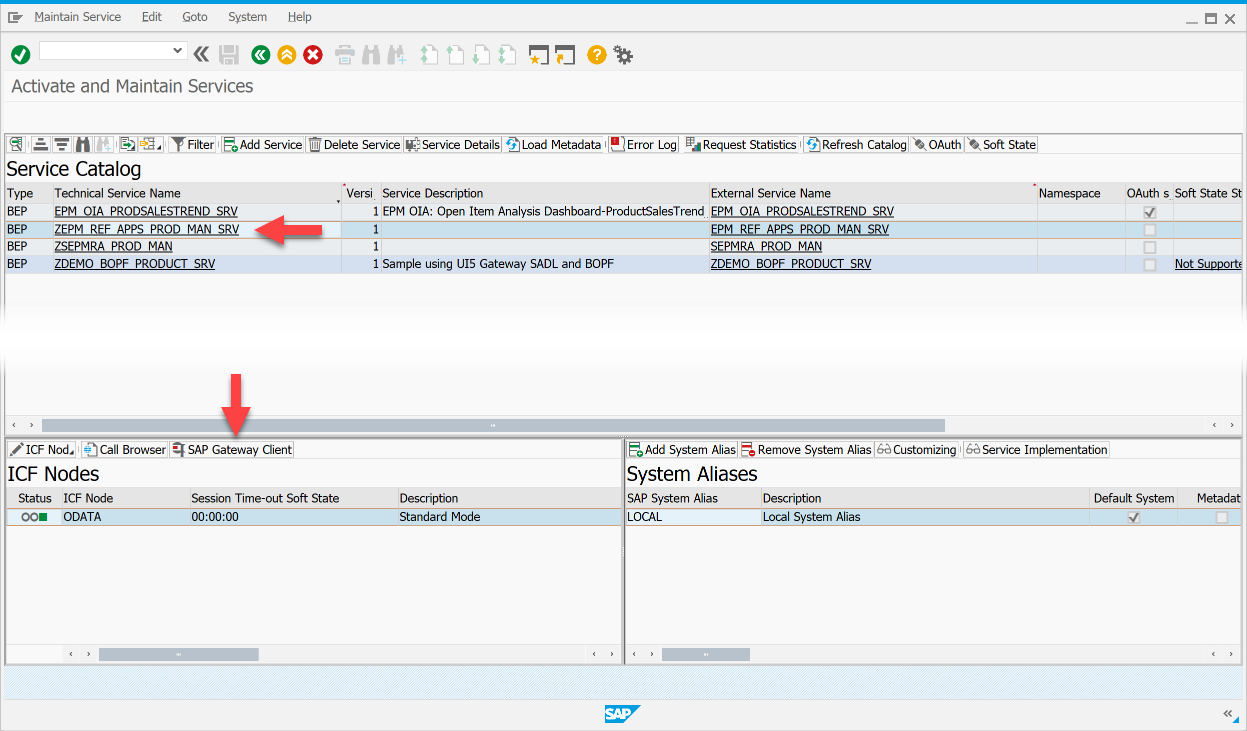 Maintain Service Edit Goto System Help
Activate and Maintain Services
Filter Add Service Delete Service Service Details Load Metadata Error Log Request Statistics Refresh Catalog OAuth Soft State
Service Catalog
Type Technical Service Name Versi Service Description External Service Name Namespace OAuth s Soft State St
BEP EPM_OIA_PRODSALESTREND_SRV 1 EPM OIA: Open Item Analysis Dashboard-ProductSalesTrend EPM_OIA_PRODSALESTREND_SRV
BEP ZEPM_REF_APPS_PROD_MAN_SRV 1 EPM_REF_APPS_PROD_MAN_SRV
BEP ZSEPMRA_PROD_MAN 1 SEPMRA_PROD_MAN
BEP ZDEMO_BOPF_PRODUCT_SRV 1 Sample using UI5 Gateway SADL and BOPF ZDEMO_BOPF_PRODUCT_SRV Not Supporte
ICF Nod Call Browser SAP Gateway Client
ICF Nodes
Status ICF Node Session Time-out Soft State Description
ODATA 00:00:00 Standard Mode
Add System Alias Remove System Alias Customizing Service Implementation
System Aliases
SAP System Alias Description Default System Metadat
LOCAL Local System Alias
SAP